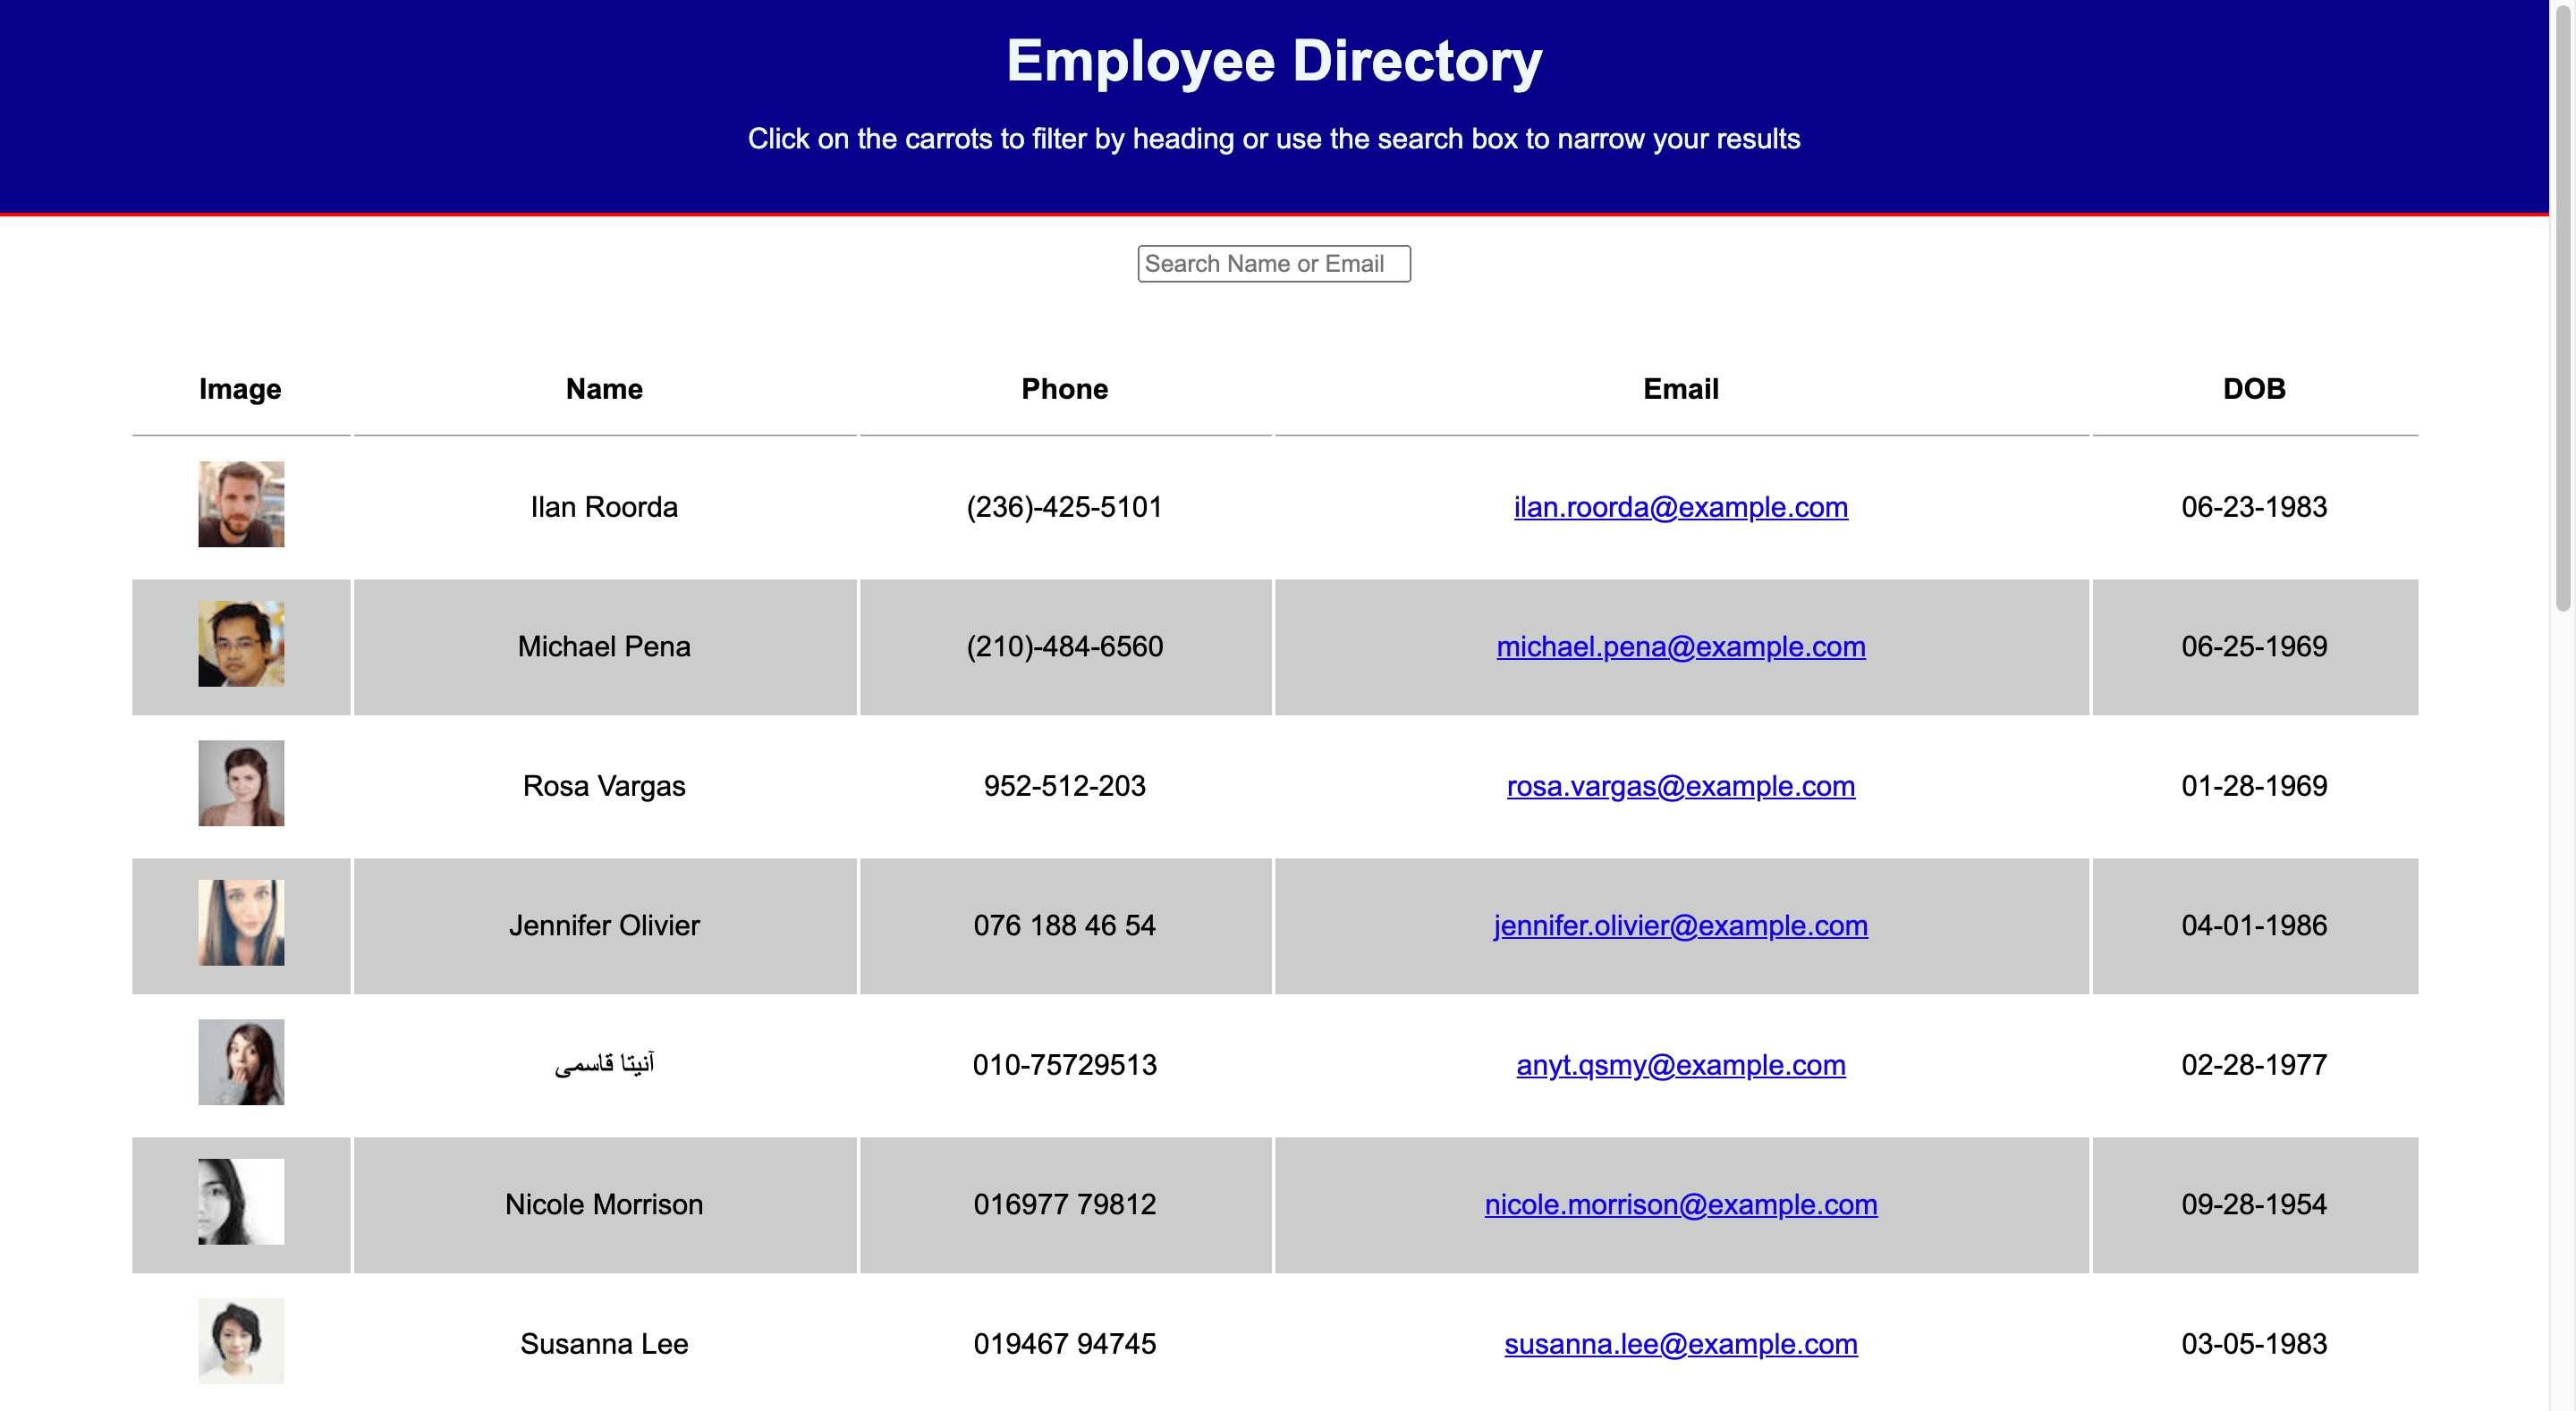 Employee Directory
Click on the carrots to filter by heading or use the search box to narrow your results
Search Name or Email
Image Name Phone Email DOB
Ilan Roorda (236)-425-5101 ilan.roorda@example.com 06-23-1983
Michael Pena (210)-484-6560 michael.pena@example.com 06-25-1969
Rosa Vargas 952-512-203 rosa.vargas@example.com 01-28-1969
Jennifer Olivier 076 188 46 54 jennifer.olivier@example.com 04-01-1986
آنیتا قاسمی 010-75729513 anyt.qsmy@example.com 02-28-1977
Nicole Morrison 016977 79812 nicole.morrison@example.com 09-28-1954
Susanna Lee 019467 94745 susanna.lee@example.com 03-05-1983